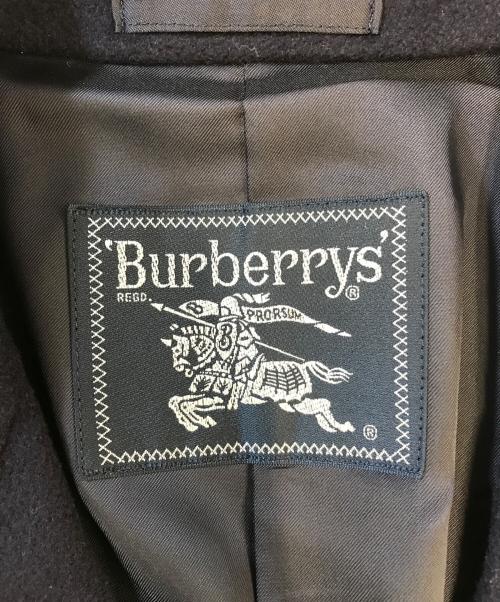 'Burberrys'
REGD. ®
PRORSUM
®